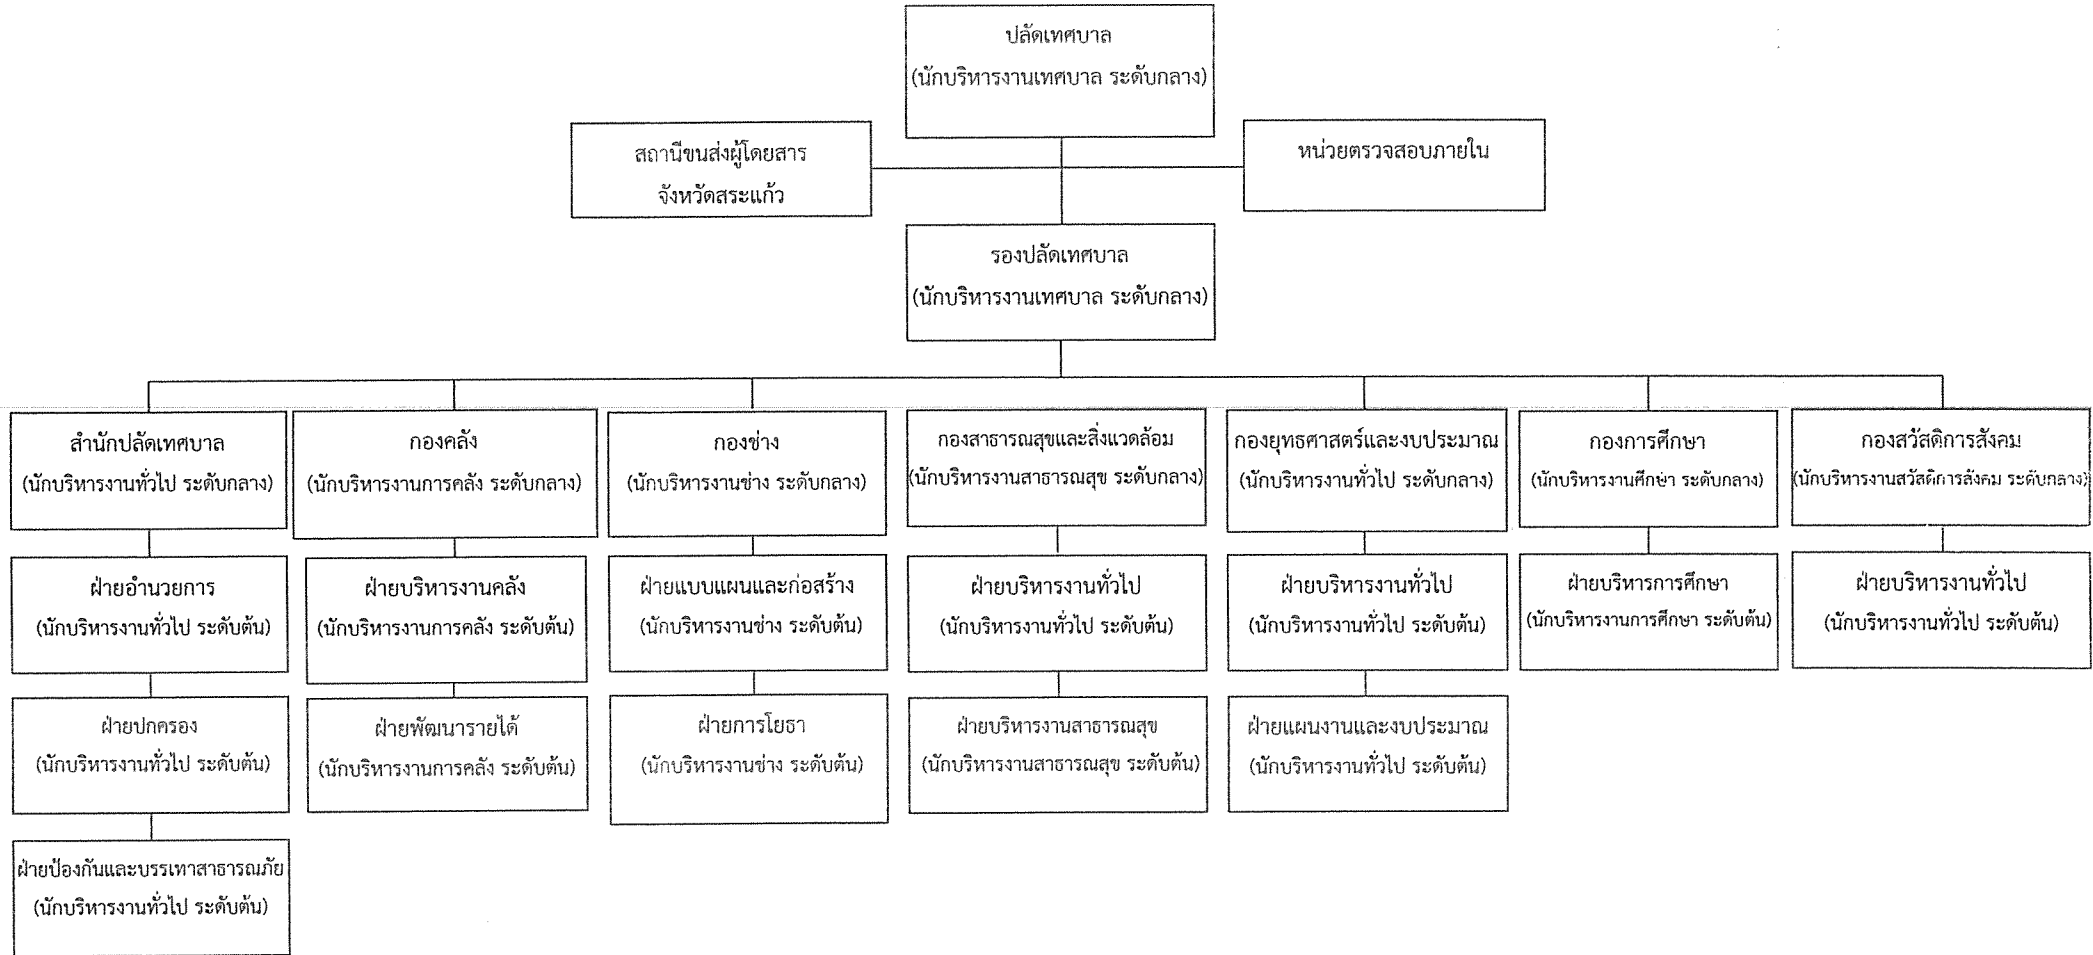 ปลัดเทศบาล
(นักบริหารงานเทศบาล ระดับกลาง)
สถานีขนส่งผู้โดยสาร
จังหวัดสระแก้ว
หน่วยตรวจสอบภายใน
รองปลัดเทศบาล
(นักบริหารงานเทศบาล ระดับกลาง)
สำนักปลัดเทศบาล
(นักบริหารงานทั่วไป ระดับกลาง)
กองคลัง
(นักบริหารงานการคลัง ระดับกลาง)
กองช่าง
(นักบริหารงานช่าง ระดับกลาง)
กองสาธารณสุขและสิ่งแวดล้อม
(นักบริหารงานสาธารณสุข ระดับกลาง)
กองยุทธศาสตร์และงบประมาณ
(นักบริหารงานทั่วไป ระดับกลาง)
กองการศึกษา
(นักบริหารงานศึกษา ระดับกลาง)
กองสวัสดิการสังคม
(นักบริหารงานสวัสดิการสังคม ระดับกลาง)
ฝ่ายอำนวยการ
(นักบริหารงานทั่วไป ระดับต้น)
ฝ่ายบริหารงานคลัง
(นักบริหารงานการคลัง ระดับต้น)
ฝ่ายแบบแผนและก่อสร้าง
(นักบริหารงานช่าง ระดับต้น)
ฝ่ายบริหารงานทั่วไป
(นักบริหารงานทั่วไป ระดับต้น)
ฝ่ายบริหารงานทั่วไป
(นักบริหารงานทั่วไป ระดับต้น)
ฝ่ายบริหารการศึกษา
(นักบริหารงานการศึกษา ระดับต้น)
ฝ่ายบริหารงานทั่วไป
(นักบริหารงานทั่วไป ระดับต้น)
ฝ่ายปกครอง
(นักบริหารงานทั่วไป ระดับต้น)
ฝ่ายพัฒนารายได้
(นักบริหารงานการคลัง ระดับต้น)
ฝ่ายการโยธา
(นักบริหารงานช่าง ระดับต้น)
ฝ่ายบริหารงานสาธารณสุข
(นักบริหารงานสาธารณสุข ระดับต้น)
ฝ่ายแผนงานและงบประมาณ
(นักบริหารงานทั่วไป ระดับต้น)
ฝ่ายป้องกันและบรรเทาสาธารณภัย
(นักบริหารงานทั่วไป ระดับต้น)